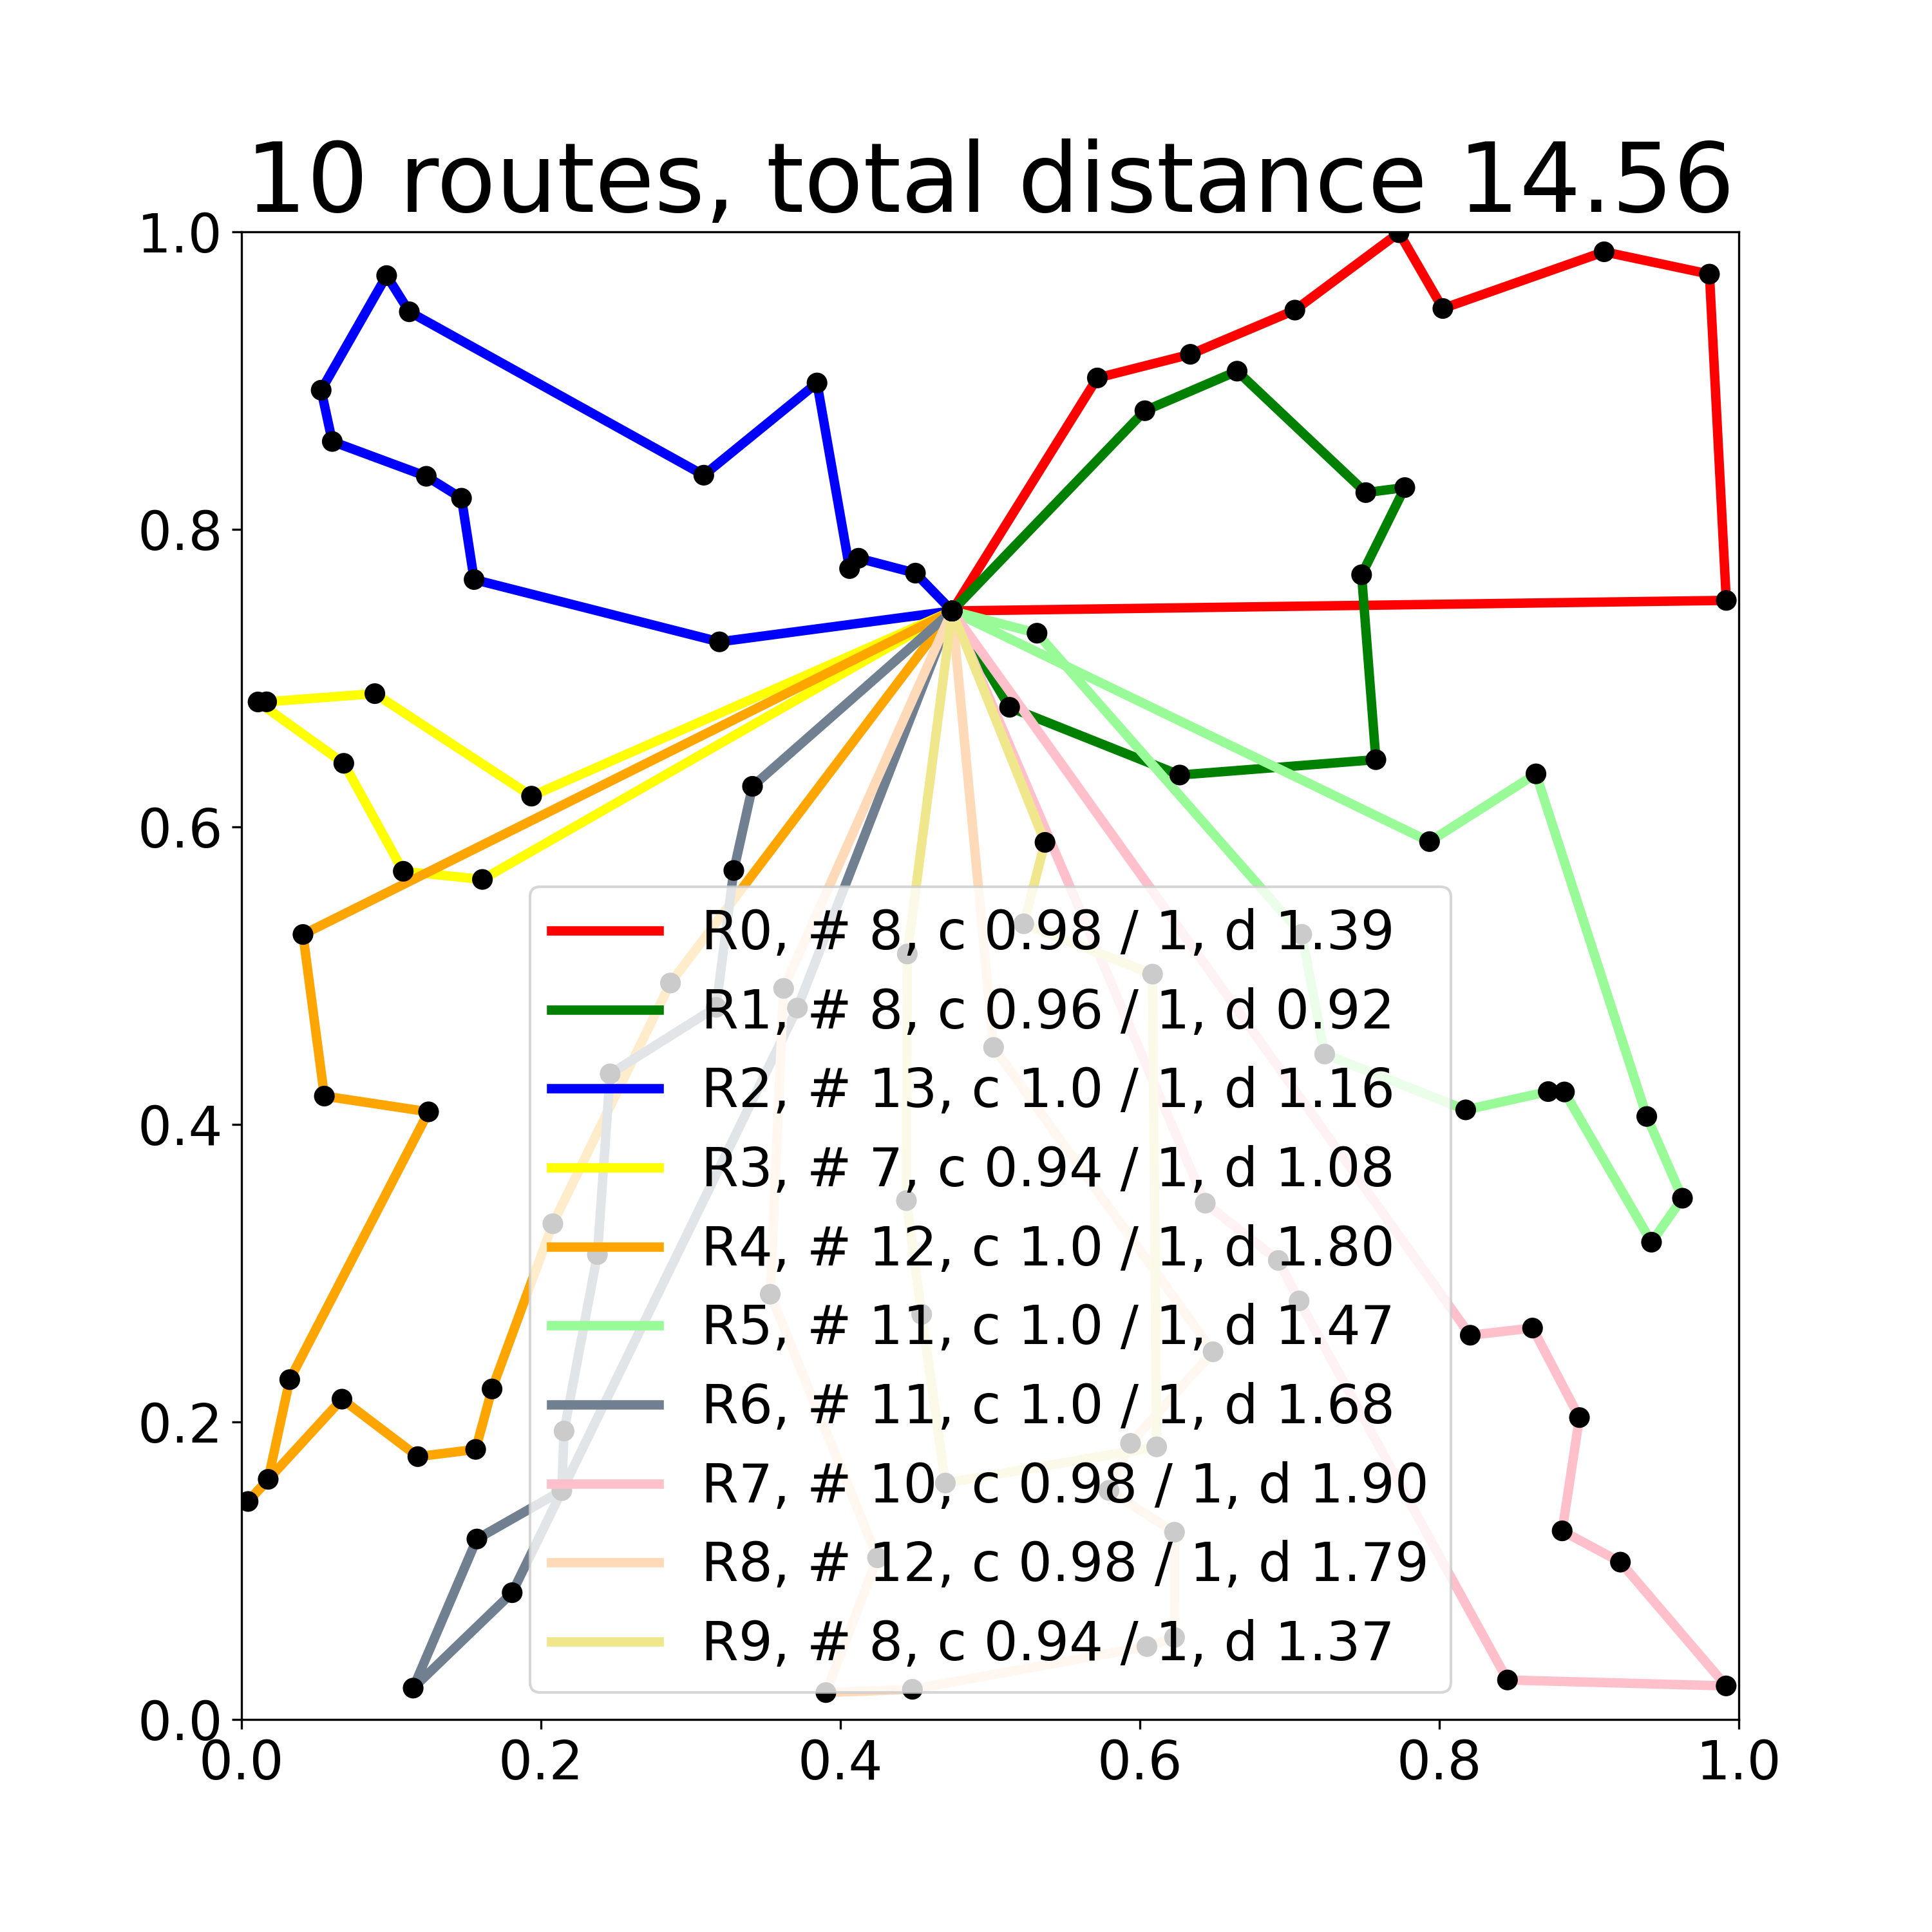 10 routes, total distance 14.56
1.0
0.8
0.6
0.4
0.2
0.0
R0, # 8, c 0.98 / 1, d 1.39
R1, # 8, c 0.96 / 1, d 0.92
R2, # 13, c 1.0 / 1, d 1.16
R3, # 7, c 0.94 / 1, d 1.08
R4, # 12, c 1.0 / 1, d 1.80
R5, # 11, c 1.0 / 1, d 1.47
R6, # 11, c 1.0 / 1, d 1.68
R7, # 10, c 0.98 / 1, d 1.90
R8, # 12, c 0.98 / 1, d 1.79
R9, # 8, c 0.94 / 1, d 1.37
0.0 0.2 0.4 0.6 0.8 1.0